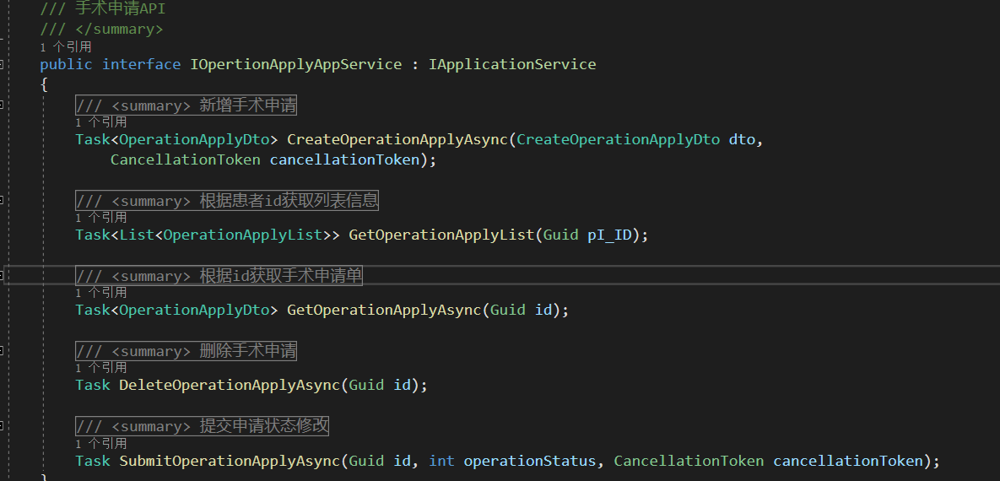 /// 手术申请API
/// </summary>
1 个引用
public interface IOpertionApplyAppService : IApplicationService
{
/// <summary> 新增手术申请
1 个引用
Task<OperationApplyDto> CreateOperationApplyAsync(CreateOperationApplyDto dto,
CancellationToken cancellationToken);
/// <summary> 根据患者id获取列表信息
1 个引用
Task<List<OperationApplyList>> GetOperationApplyList(Guid pI_ID);
/// <summary> 根据id获取手术申请单
1 个引用
Task<OperationApplyDto> GetOperationApplyAsync(Guid id);
/// <summary> 删除手术申请
1 个引用
Task DeleteOperationApplyAsync(Guid id);
/// <summary> 提交申请状态修改
1 个引用
Task SubmitOperationApplyAsync(Guid id, int operationStatus, CancellationToken cancellationToken);
}